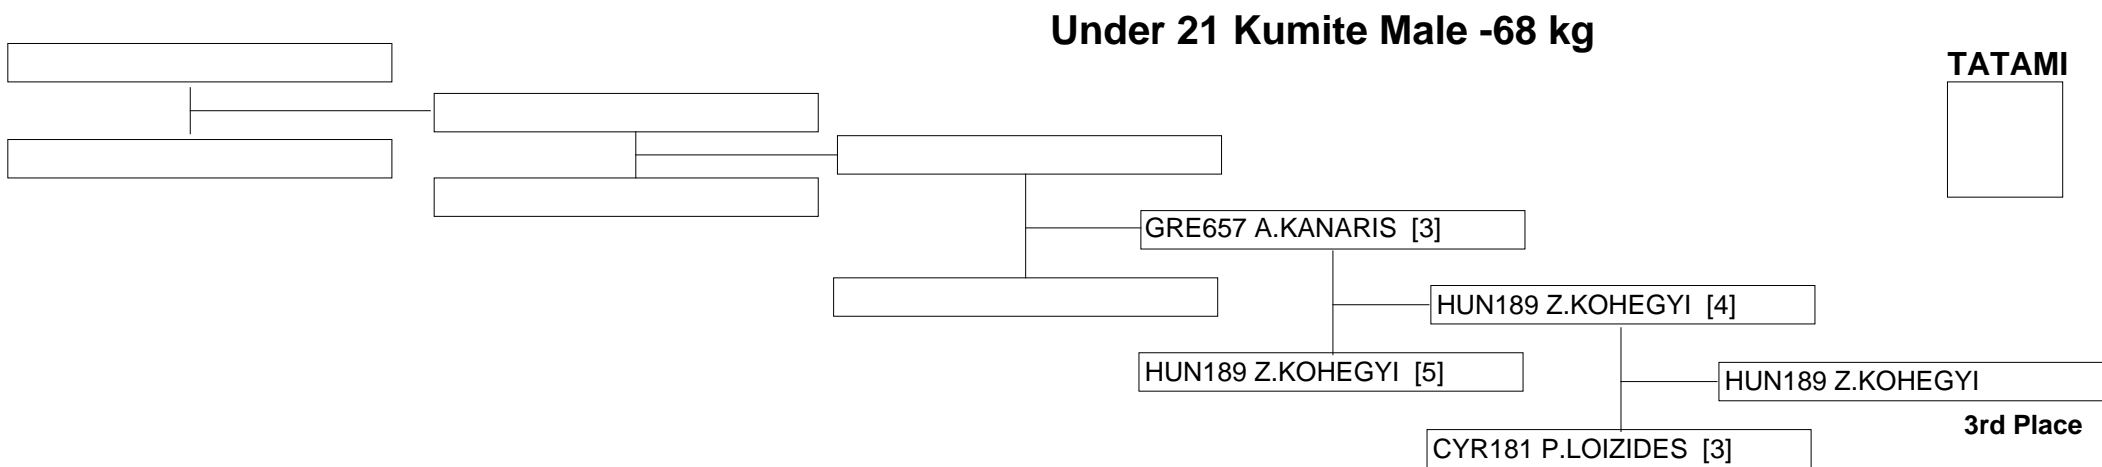 Under 21 Kumite Male -68 kg
TATAMI
GRE657 A.KANARIS [3]
HUN189 Z.KOHEGYI [4]
HUN189 Z.KOHEGYI [5]
HUN189 Z.KOHEGYI
3rd Place
CYR181 P.LOIZIDES [3]